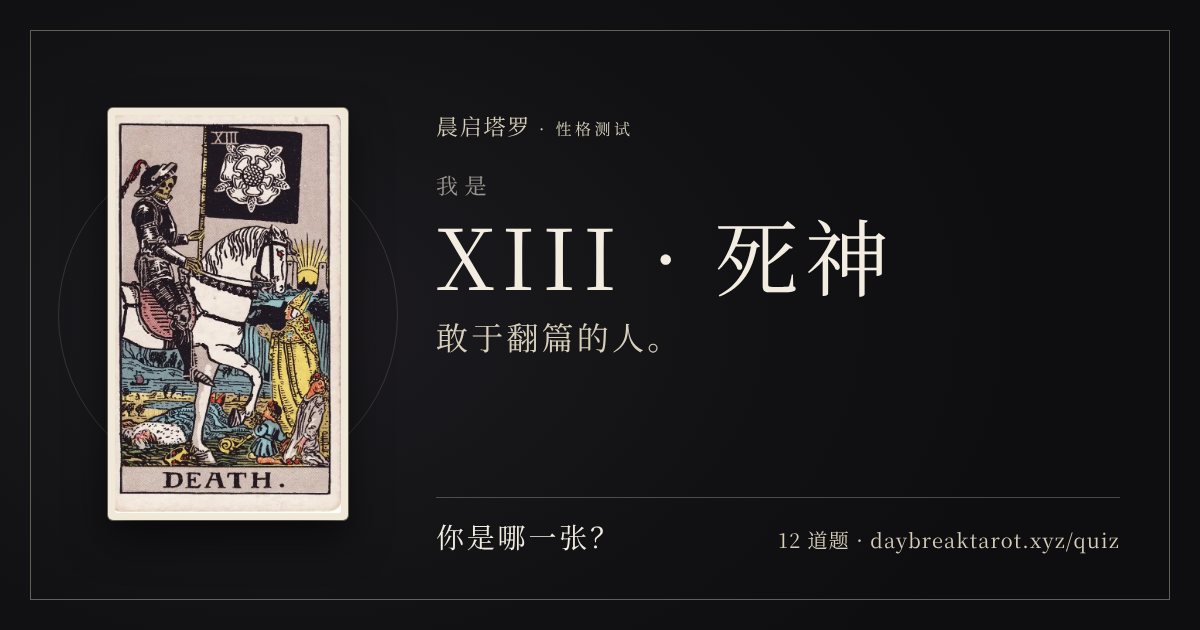 XIII
DEATH.
晨启塔罗 · 性格测试
我是
XIII · 死神
敢于翻篇的人。
你是哪一张？
12 道题 · daybreaktarot.xyz/quiz